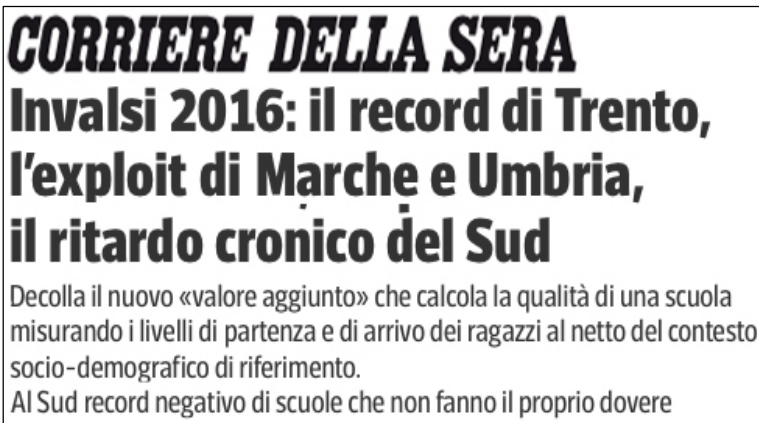 CORRIERE DELLA SERA
Invalsi 2016: il record di Trento,
l'exploit di Marche e Umbria,
il ritardo cronico del Sud
Decolla il nuovo «valore aggiunto» che calcola la qualità di una scuola
misurando i livelli di partenza e di arrivo dei ragazzi al netto del contesto
socio-demografico di riferimento.
Al Sud record negativo di scuole che non fanno il proprio dovere